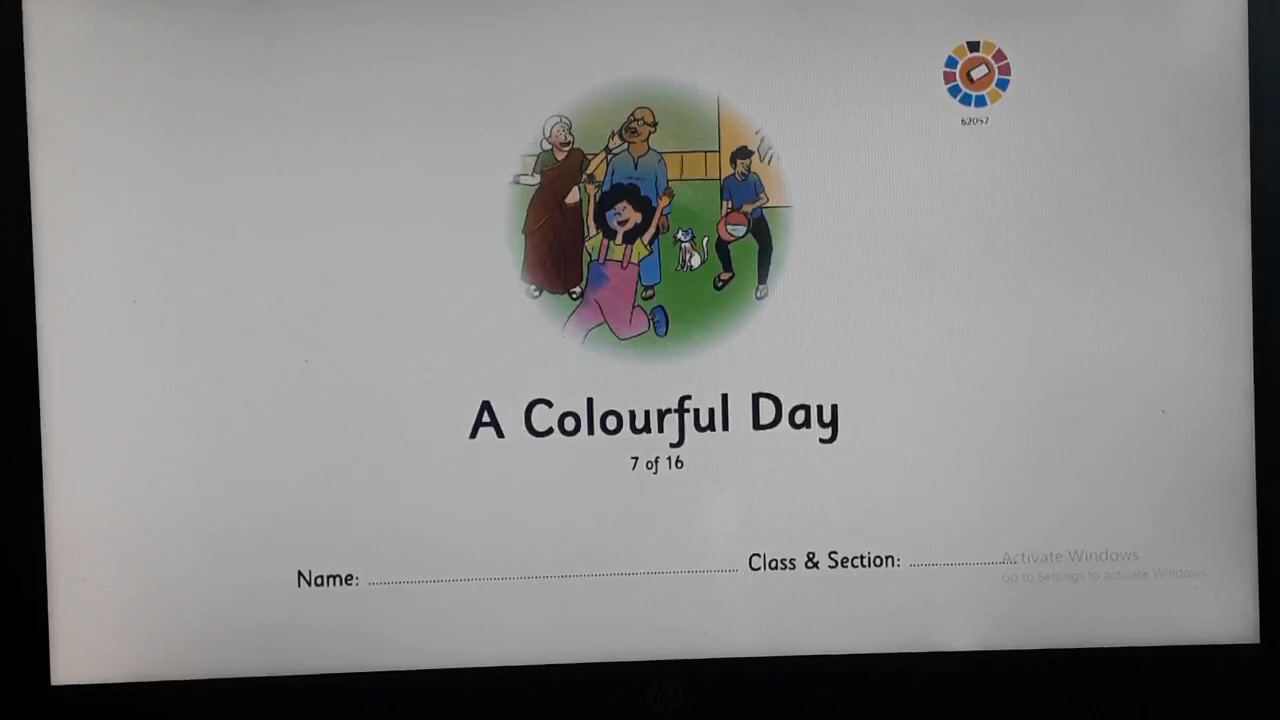 62057
A Colourful Day
7 of 16
Name: ............................................................ Class & Section: ....................
Activate Windows
Go to Settings to activate Windows.